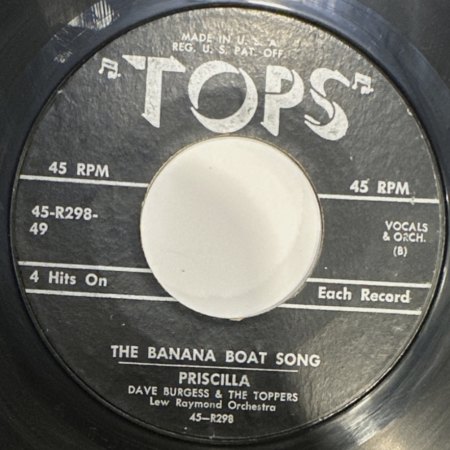 MADE IN U. S. A.
REG. U. S. PAT. OFF.
"TOPS"
45 RPM
45 RPM
45-R298-
49
VOCALS
& ORCH.
(B)
4 Hits On
Each Record
THE BANANA BOAT SONG
PRISCILLA
DAVE BURGESS & THE TOPPERS
Lew Raymond Orchestra
45—R298